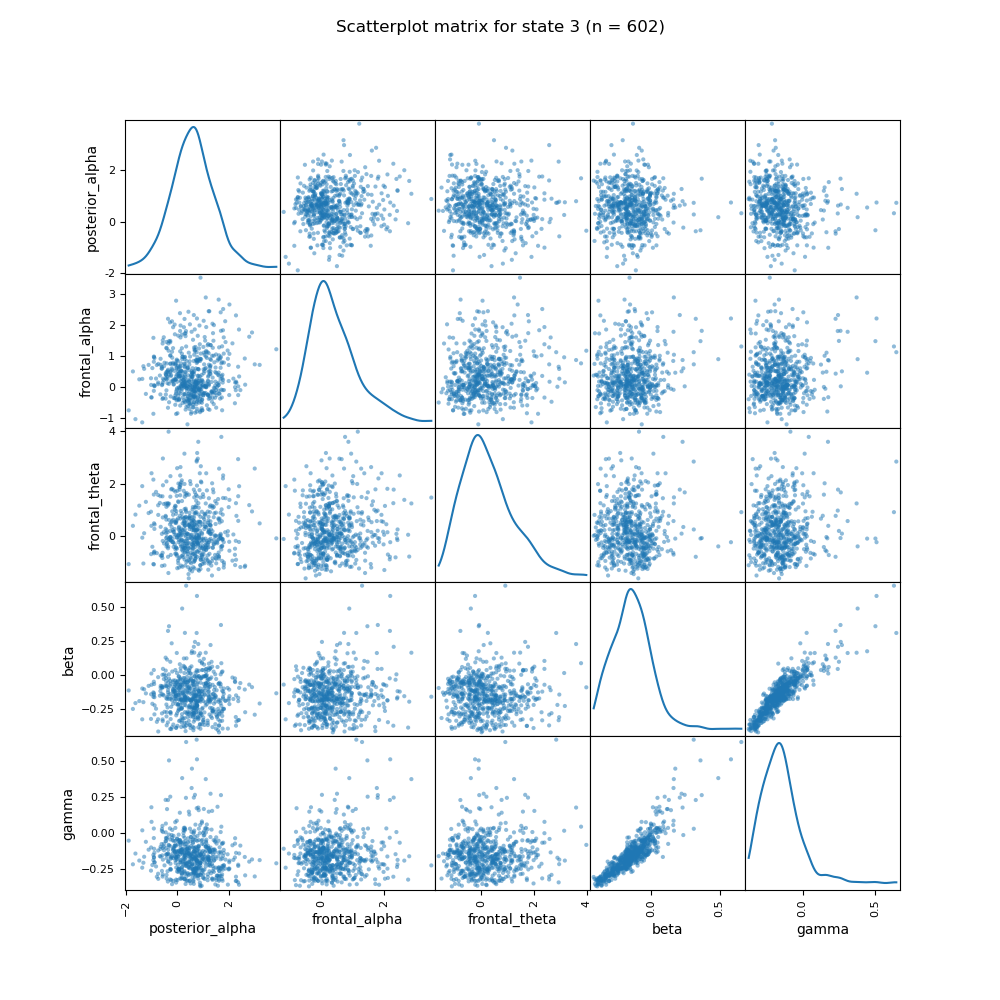 Scatterplot matrix for state 3 (n = 602)
posterior_alpha
2
0
-2
frontal_alpha
3
2
1
0
−1
frontal_theta
4
2
0
beta
0.50
0.25
0.00
−0.25
gamma
0.50
0.25
0.00
−0.25
−2 0 2 0 2 0 2 4 0.0 0.5 0.0 0.5
posterior_alpha frontal_alpha frontal_theta beta gamma